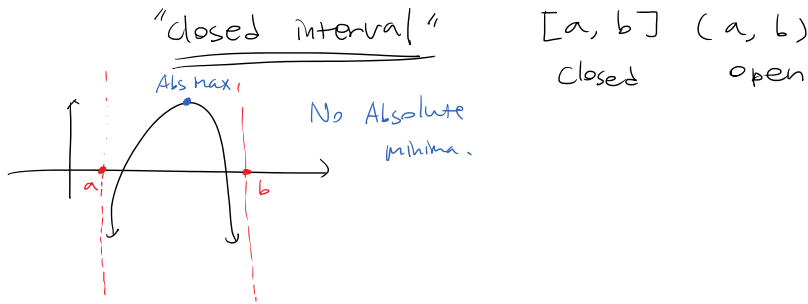 "closed interval" [a, b] (a, b)
closed open
Abs max
No Absolute
minima.
a
b